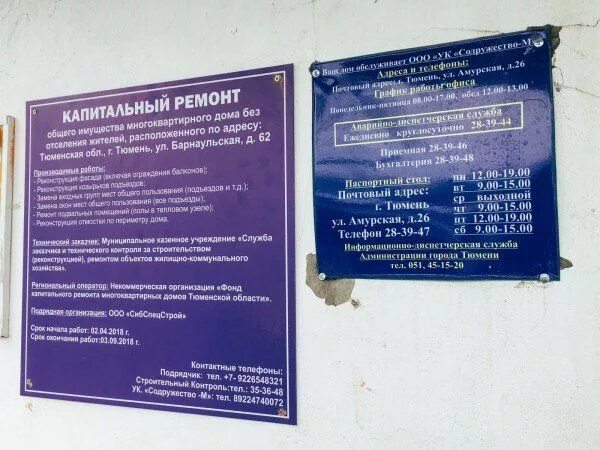 КАПИТАЛЬНЫЙ РЕМОНТ
общего имущества многоквартирного дома без
отселения жителей, расположенного по адресу:
Тюменская обл., г. Тюмень, ул. Барнаульская, д. 62
Производимые работы:
- Реконструкция фасада (включая ограждения балконов);
- Реконструкция козырьков подъездов;
- Замена входных групп мест общего пользования (подъездов и т.д.);
- Замена окон мест общего пользования (все подъезды);
- Ремонт подвальных помещений (полы в тепловом узеле);
- Реконструкция отмостки по периметру дома.
Технический заказчик: Муниципальное казенное учреждение «Служба
заказчика и технического контроля за строительством
(реконструкцией), ремонтом объектов жилищно-коммунального
хозяйства».
Региональный оператор: Некоммерческая организация «Фонд
капитального ремонта многоквартирных домов Тюменской области».
Подрядная организация: ООО «СибСпецСтрой»
Срок начала работ: 02.04.2018 г.
Срок окончания работ:03.09.2018 г.
Контактные телефоны:
Подрядчик: тел. +7- 9226548321
Строительный Контроль:тел.: 35-36-48
УК. «Содружество -М»: тел. 89224740072
Ваш дом обслуживает ООО «УК «Содружество-М»
Адреса и телефоны:
Почтовый адрес: г. Тюмень, ул. Амурская, д.26
График работы офиса
Понедельник-пятница 08.00-17.00, обед 12.00-13.00
Аварийно-диспетчерская служба
Ежедневно круглосуточно 28-39-44
Приемная 28-39-46
Бухгалтерия 28-39-48
Паспортный стол: пн 12.00-19.00
Почтовый адрес: вт 9.00-15.00
г. Тюмень ср выходной
ул. Амурская, д.26 чт 9.00-15.00
Телефон 28-39-47 пт 12.00-19.00
сб 9.00-15.00
Информационно-диспетчерская служба
Администрации города Тюмени
тел. 051, 45-15-20